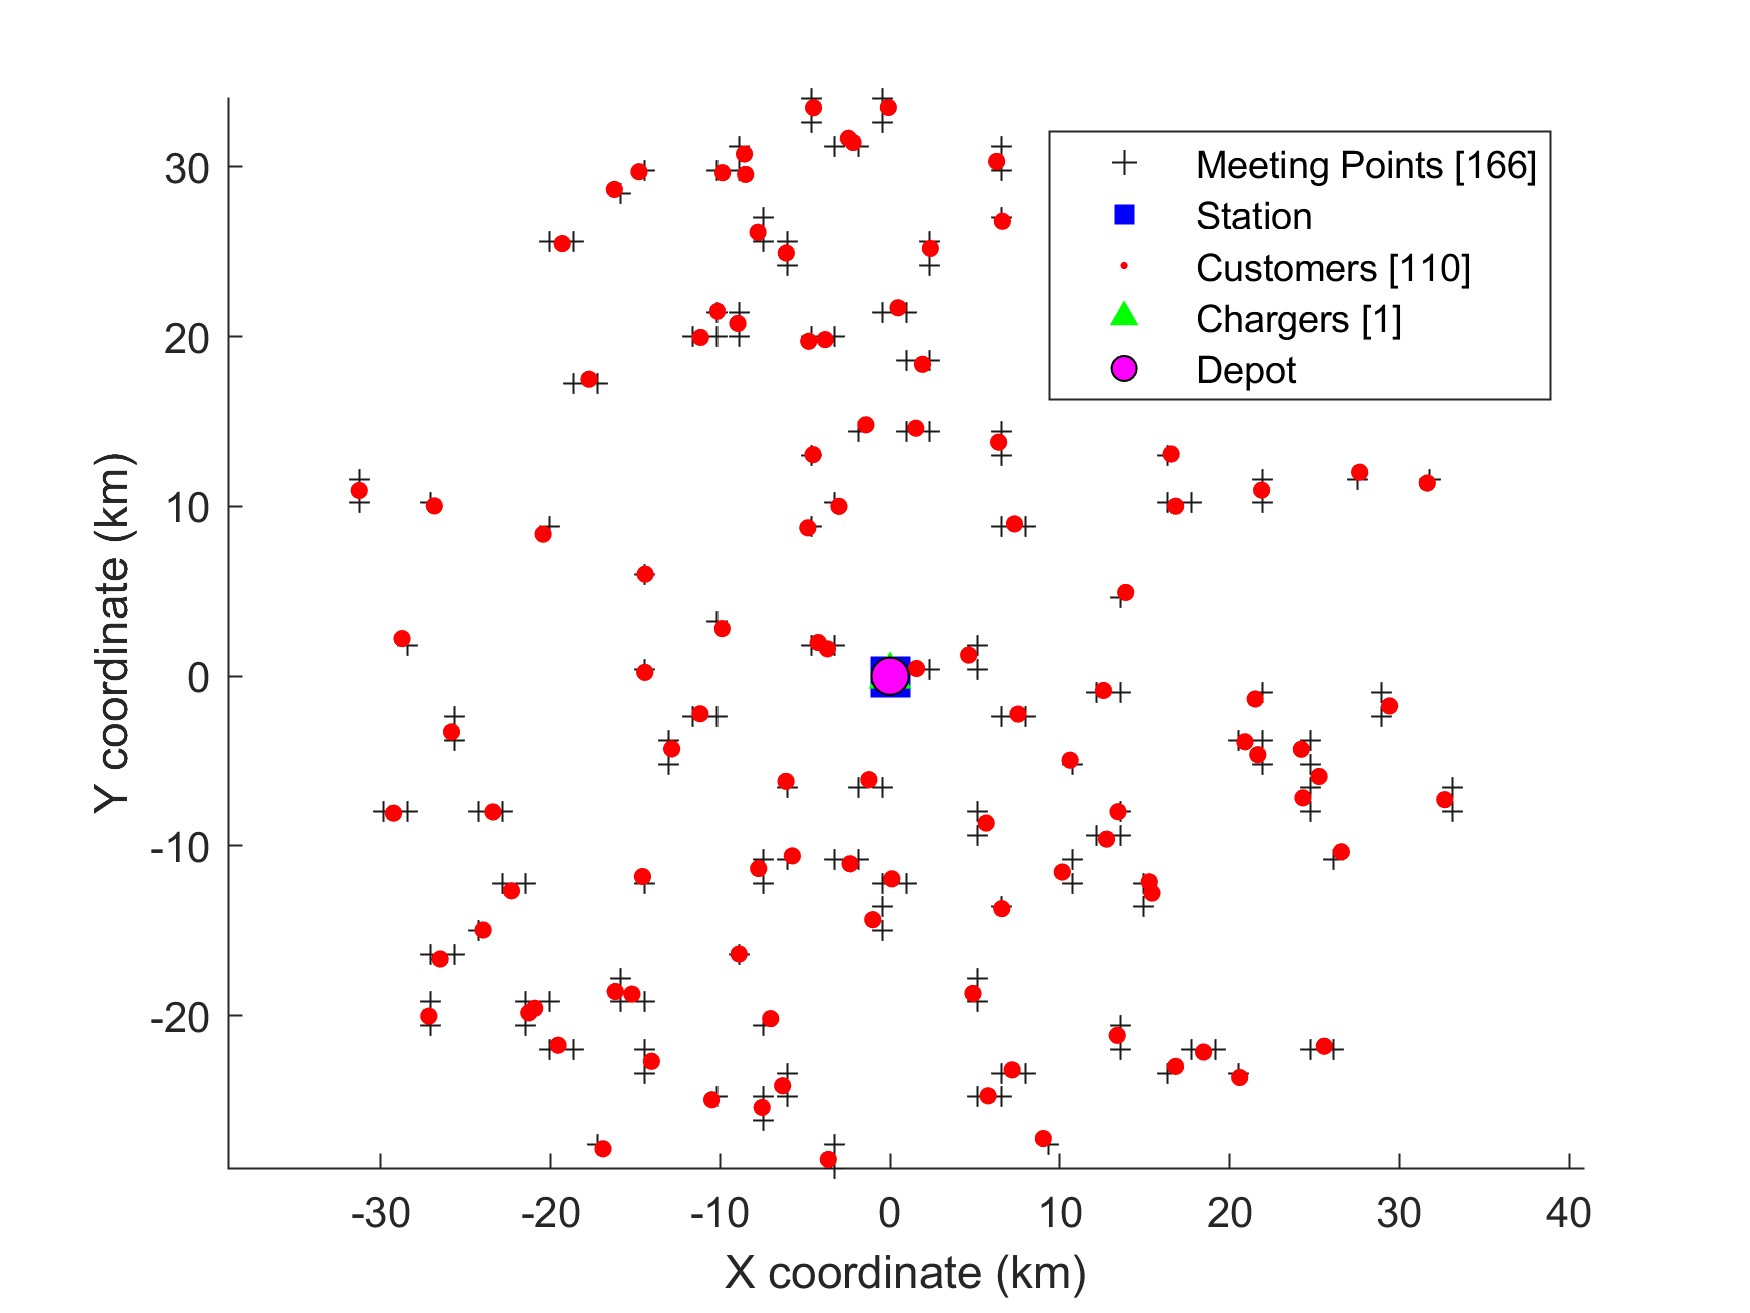 30
20
10
0
-10
-20
Y coordinate (km)
Meeting Points [166]
Station
Customers [110]
Chargers [1]
Depot
-30 -20 -10 0 10 20 30 40
X coordinate (km)